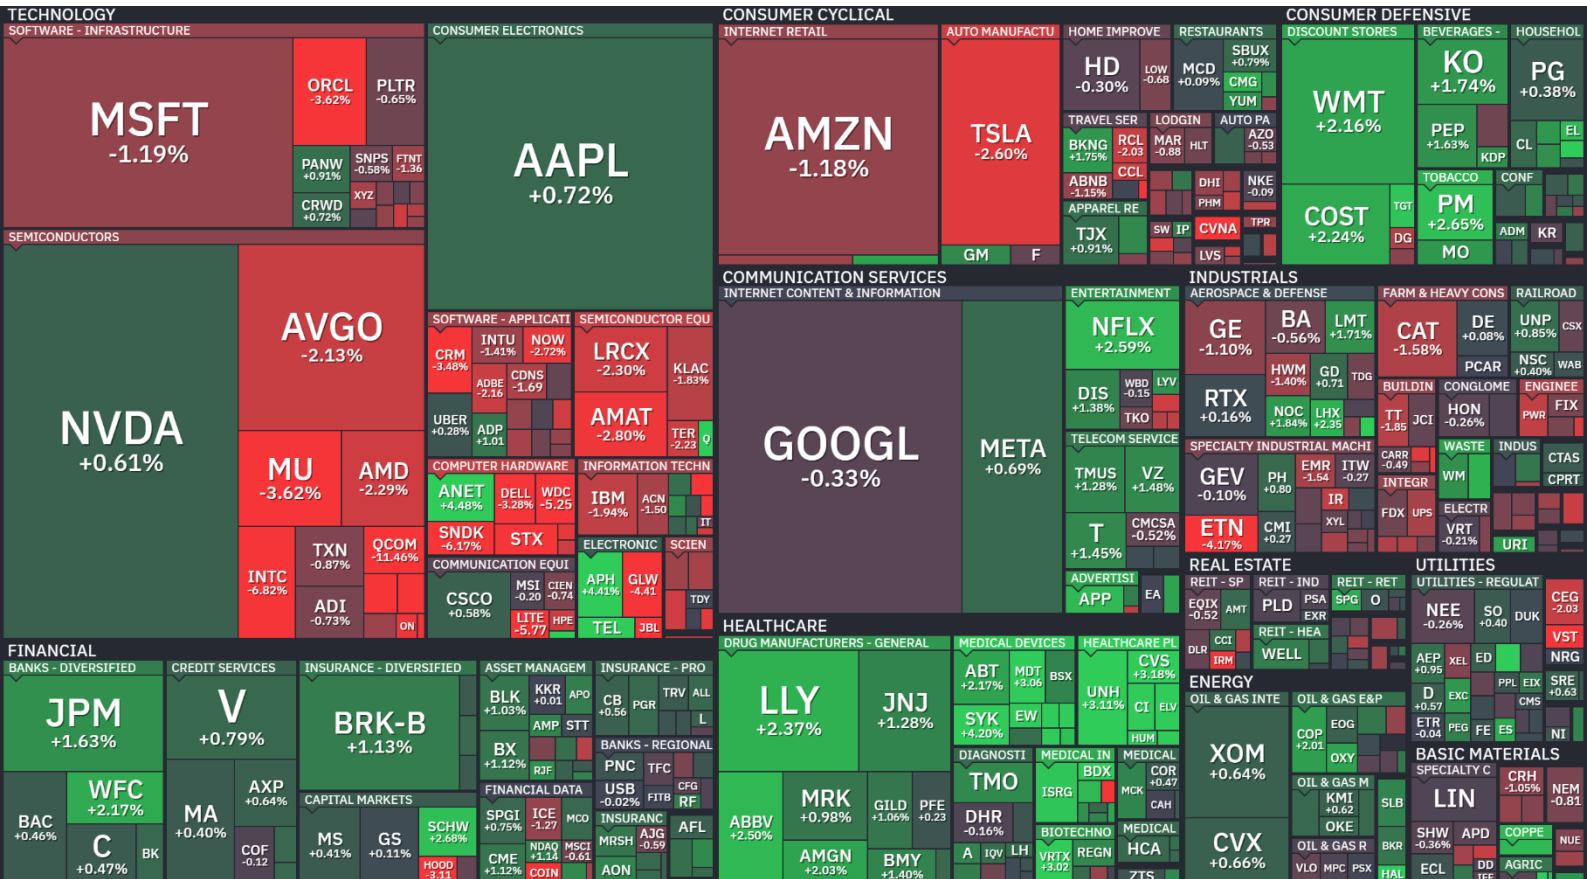 TECHNOLOGY
SOFTWARE - INFRASTRUCTURE
MSFT
-1.19%
ORCL
-3.62%
PLTR
-0.65%
PANW
+0.91%
SNPS
-0.58%
FTNT
-1.36
CRWD
+0.72%
XYZ
CONSUMER ELECTRONICS
AAPL
+0.72%
SEMICONDUCTORS
NVDA
+0.61%
AVGO
-2.13%
MU
-3.62%
AMD
-2.29%
INTC
-6.82%
TXN
-0.87%
QCOM
-11.46%
ADI
-0.73%
ON
SOFTWARE - APPLICATI
CRM
-3.48%
INTU
-1.41%
NOW
-2.72%
ADBE
-2.16
CDNS
-1.69
UBER
+0.28%
ADP
+1.01
SEMICONDUCTOR EQU
LRCX
-2.30%
KLAC
-1.83%
AMAT
-2.80%
TER
-2.23
Q
COMPUTER HARDWARE
ANET
+4.48%
DELL
-3.28%
WDC
-5.25
SNDK
-6.17%
STX
INFORMATION TECHN
IBM
-1.94%
ACN
-1.50
IT
COMMUNICATION EQUI
CSCO
+0.58%
MSI
-0.20
CIEN
-0.74
LITE
-5.77
HPE
ELECTRONIC
APH
+4.41%
GLW
-4.41
TEL
JBL
SCIEN
TDY
FINANCIAL
BANKS - DIVERSIFIED
JPM
+1.63%
BAC
+0.46%
WFC
+2.17%
C
+0.47%
BK
CREDIT SERVICES
V
+0.79%
MA
+0.40%
AXP
+0.64%
COF
-0.12
INSURANCE - DIVERSIFIED
BRK-B
+1.13%
CAPITAL MARKETS
MS
+0.41%
GS
+0.11%
SCHW
+2.68%
HOOD
-3.11
ASSET MANAGEM
BLK
+1.03%
KKR
+0.01
APO
AMP
STT
BX
+1.12%
RJF
FINANCIAL DATA
SPGI
+0.75%
ICE
-1.27
MCO
CME
+1.12%
NDAQ
+1.14
MSCI
-0.61
COIN
INSURANCE - PRO
CB
+0.56
PGR
TRV
ALL
L
BANKS - REGIONAL
PNC
TFC
USB
-0.02%
FITB
CFG
RF
INSURANC
MRSH
AJG
-0.59
AON
AFL
CONSUMER CYCLICAL
INTERNET RETAIL
AMZN
-1.18%
AUTO MANUFACTU
TSLA
-2.60%
GM
F
HOME IMPROVE
HD
-0.30%
LOW
-0.68
RESTAURANTS
MCD
+0.09%
SBUX
+0.79%
CMG
YUM
TRAVEL SER
BKNG
+1.75%
RCL
-2.03
ABNB
-1.15%
CCL
LODGIN
MAR
-0.88
HLT
AUTO PA
AZO
-0.53
DHI
PHM
NKE
-0.09
APPAREL RE
TJX
+0.91%
SW
IP
CVNA
LVS
TPR
CONSUMER DEFENSIVE
DISCOUNT STORES
WMT
+2.16%
COST
+2.24%
TGT
DG
BEVERAGES -
KO
+1.74%
PEP
+1.63%
KDP
HOUSEHOL
PG
+0.38%
CL
EL
TOBACCO
PM
+2.65%
MO
CONF
ADM
KR
COMMUNICATION SERVICES
INTERNET CONTENT & INFORMATION
GOOGL
-0.33%
META
+0.69%
ENTERTAINMENT
NFLX
+2.59%
DIS
+1.38%
WBD
-0.15
LYV
TKO
TELECOM SERVICE
TMUS
+1.28%
VZ
+1.48%
T
+1.45%
CMCSA
-0.52%
ADVERTISI
APP
EA
INDUSTRIALS
AEROSPACE & DEFENSE
GE
-1.10%
BA
-0.56%
LMT
+1.71%
RTX
+0.16%
HWM
-1.40%
GD
+0.71
TDG
NOC
+1.84%
LHX
+2.35
FARM & HEAVY CONS
CAT
-1.58%
DE
+0.08%
PCAR
RAILROAD
UNP
+0.85%
CSX
NSC
+0.40%
WAB
SPECIALTY INDUSTRIAL MACHI
GEV
-0.10%
PH
+0.80
EMR
-1.54
ITW
-0.27
IR
ETN
-4.17%
CMI
+0.27
XYL
BUILDIN
TT
-1.85
JCI
CARR
-0.49
CONGLOME
HON
-0.26%
ENGINEE
PWR
FIX
INTEGR
FDX
UPS
WASTE
WM
INDUS
CTAS
CPRT
ELECTR
VRT
-0.21%
URI
HEALTHCARE
DRUG MANUFACTURERS - GENERAL
LLY
+2.37%
JNJ
+1.28%
ABBV
+2.50%
MRK
+0.98%
GILD
+1.06%
PFE
+0.23
AMGN
+2.03%
BMY
+1.40%
MEDICAL DEVICES
ABT
+2.17%
MDT
+3.06
BSX
SYK
+4.20%
EW
HEALTHCARE PL
UNH
+3.11%
CVS
+3.18%
CI
ELV
HUM
DIAGNOSTI
TMO
DHR
-0.16%
A
IQV
LH
MEDICAL IN
ISRG
BDX
MEDICAL
MCK
COR
+0.47
CAH
BIOTECHNO
VRTX
+3.02
REGN
MEDICAL
HCA
ZTS
REAL ESTATE
REIT - SP
EQIX
-0.52
AMT
DLR
CCI
IRM
REIT - IND
PLD
PSA
EXR
REIT - RET
SPG
O
REIT - HEA
WELL
UTILITIES
UTILITIES - REGULAT
NEE
-0.26%
SO
+0.40
DUK
CEG
-2.03
VST
NRG
AEP
+0.95
XEL
ED
D
+0.57
EXC
PPL
EIX
SRE
+0.63
ETR
-0.04
PEG
FE
ES
CMS
NI
ENERGY
OIL & GAS INTE
XOM
+0.64%
CVX
+0.66%
OIL & GAS E&P
COP
+2.01
EOG
OXY
OIL & GAS M
KMI
+0.62
OKE
SLB
BKR
HAL
OIL & GAS R
VLO
MPC
PSX
BASIC MATERIALS
SPECIALTY C
LIN
CRH
-1.05%
NEM
-0.81
SHW
-0.36%
APD
ECL
DD
COPPE
NUE
AGRIC